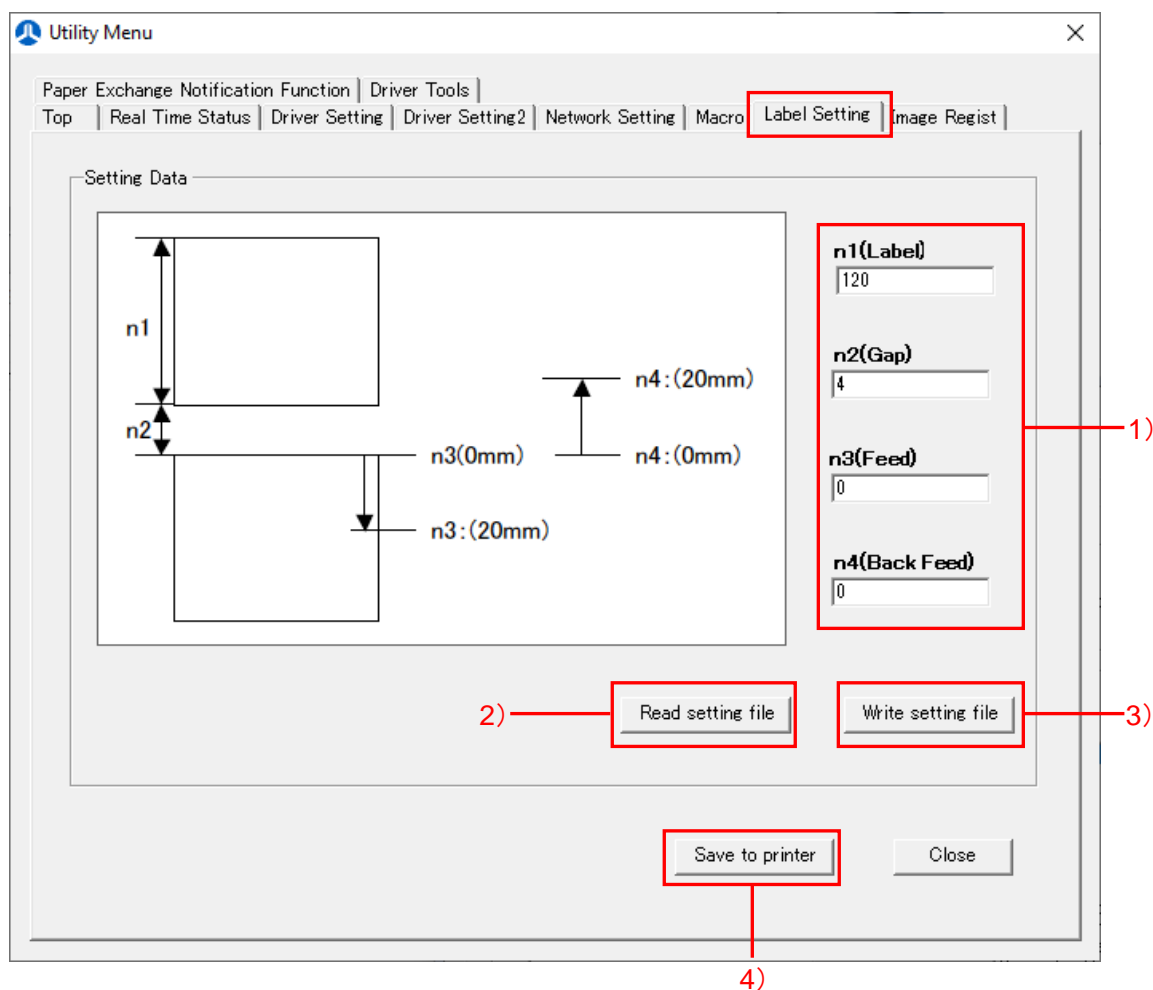 Utility Menu
Paper Exchange Notification Function Driver Tools
Top Real Time Status Driver Setting Driver Setting2 Network Setting Macro Label Setting Image Regist
Setting Data
n1
n2
n3(0mm)
n3:(20mm)
n4:(20mm)
n4:(0mm)
n1(Label)
120
n2(Gap)
4
n3(Feed)
0
n4(Back Feed)
0
1)
2) Read setting file Write setting file 3)
Save to printer Close
4)